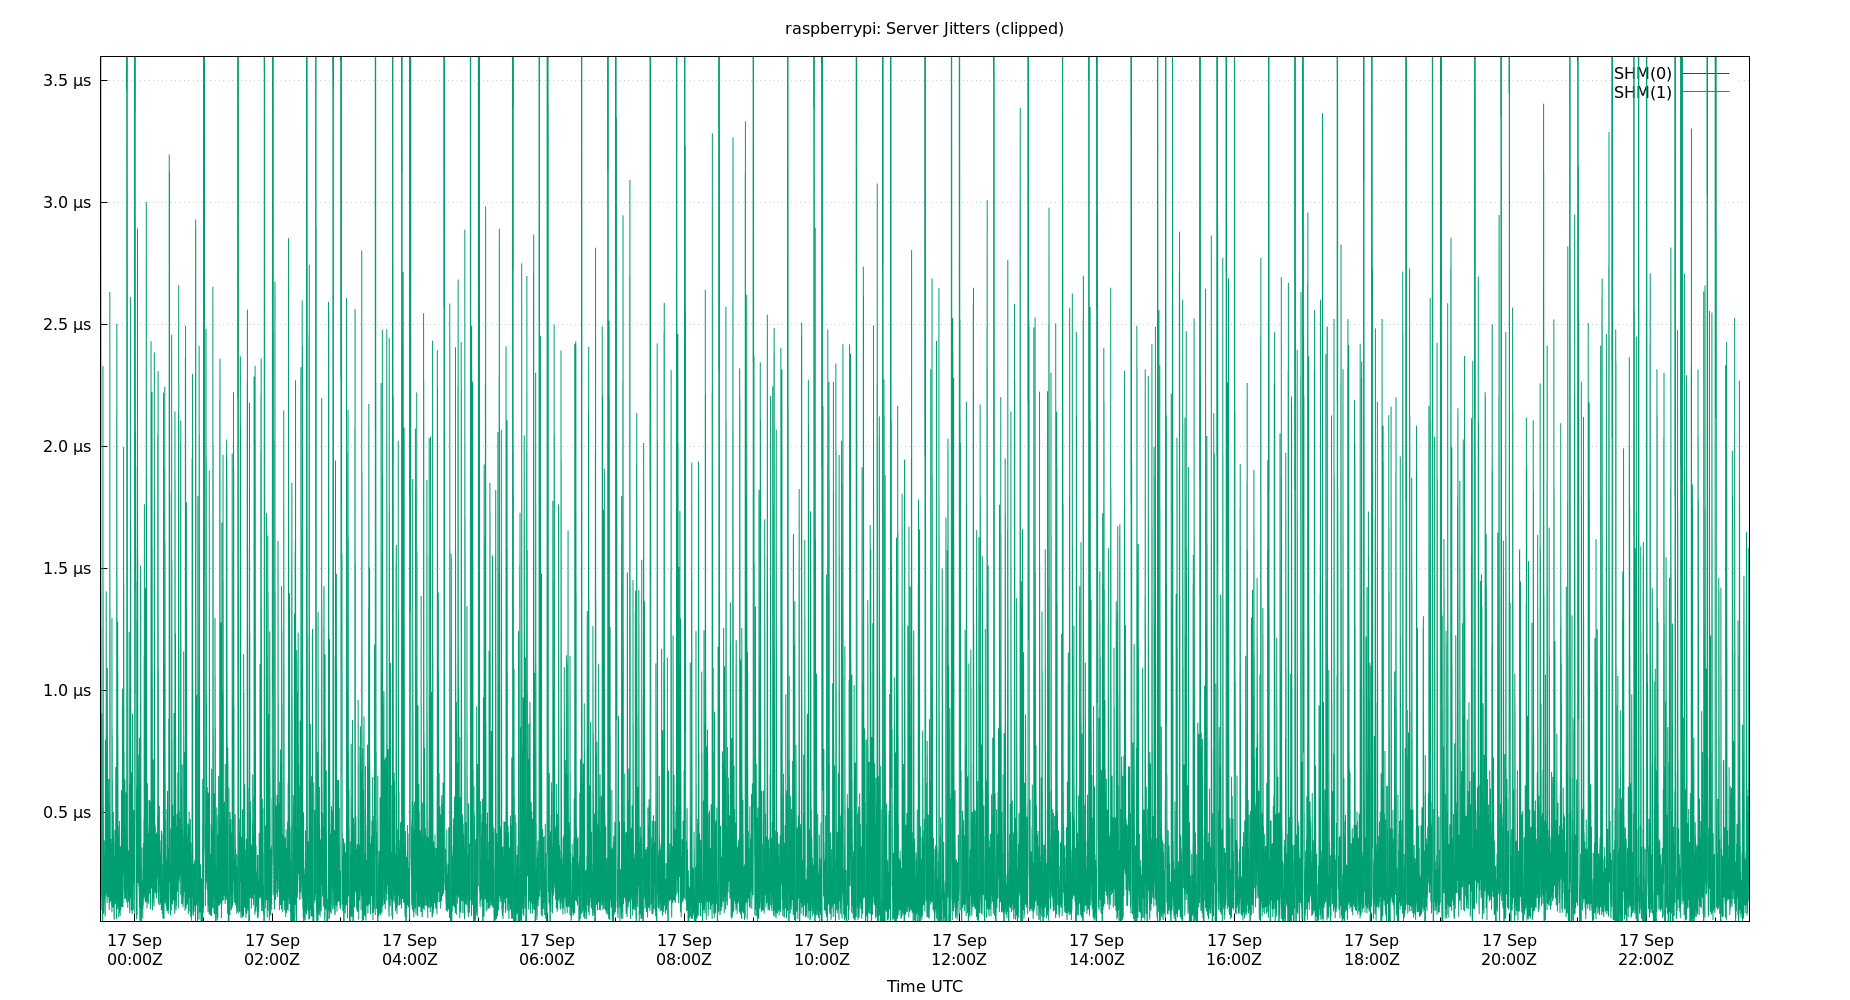 raspberrypi: Server Jitters (clipped)
3.5 µs
3.0 µs
2.5 µs
2.0 µs
1.5 µs
1.0 µs
0.5 µs
SHM(0)
SHM(1)
17 Sep 17 Sep 17 Sep 17 Sep 17 Sep 17 Sep 17 Sep 17 Sep 17 Sep 17 Sep 17 Sep 17 Sep
00:00Z 02:00Z 04:00Z 06:00Z 08:00Z 10:00Z 12:00Z 14:00Z 16:00Z 18:00Z 20:00Z 22:00Z
Time UTC